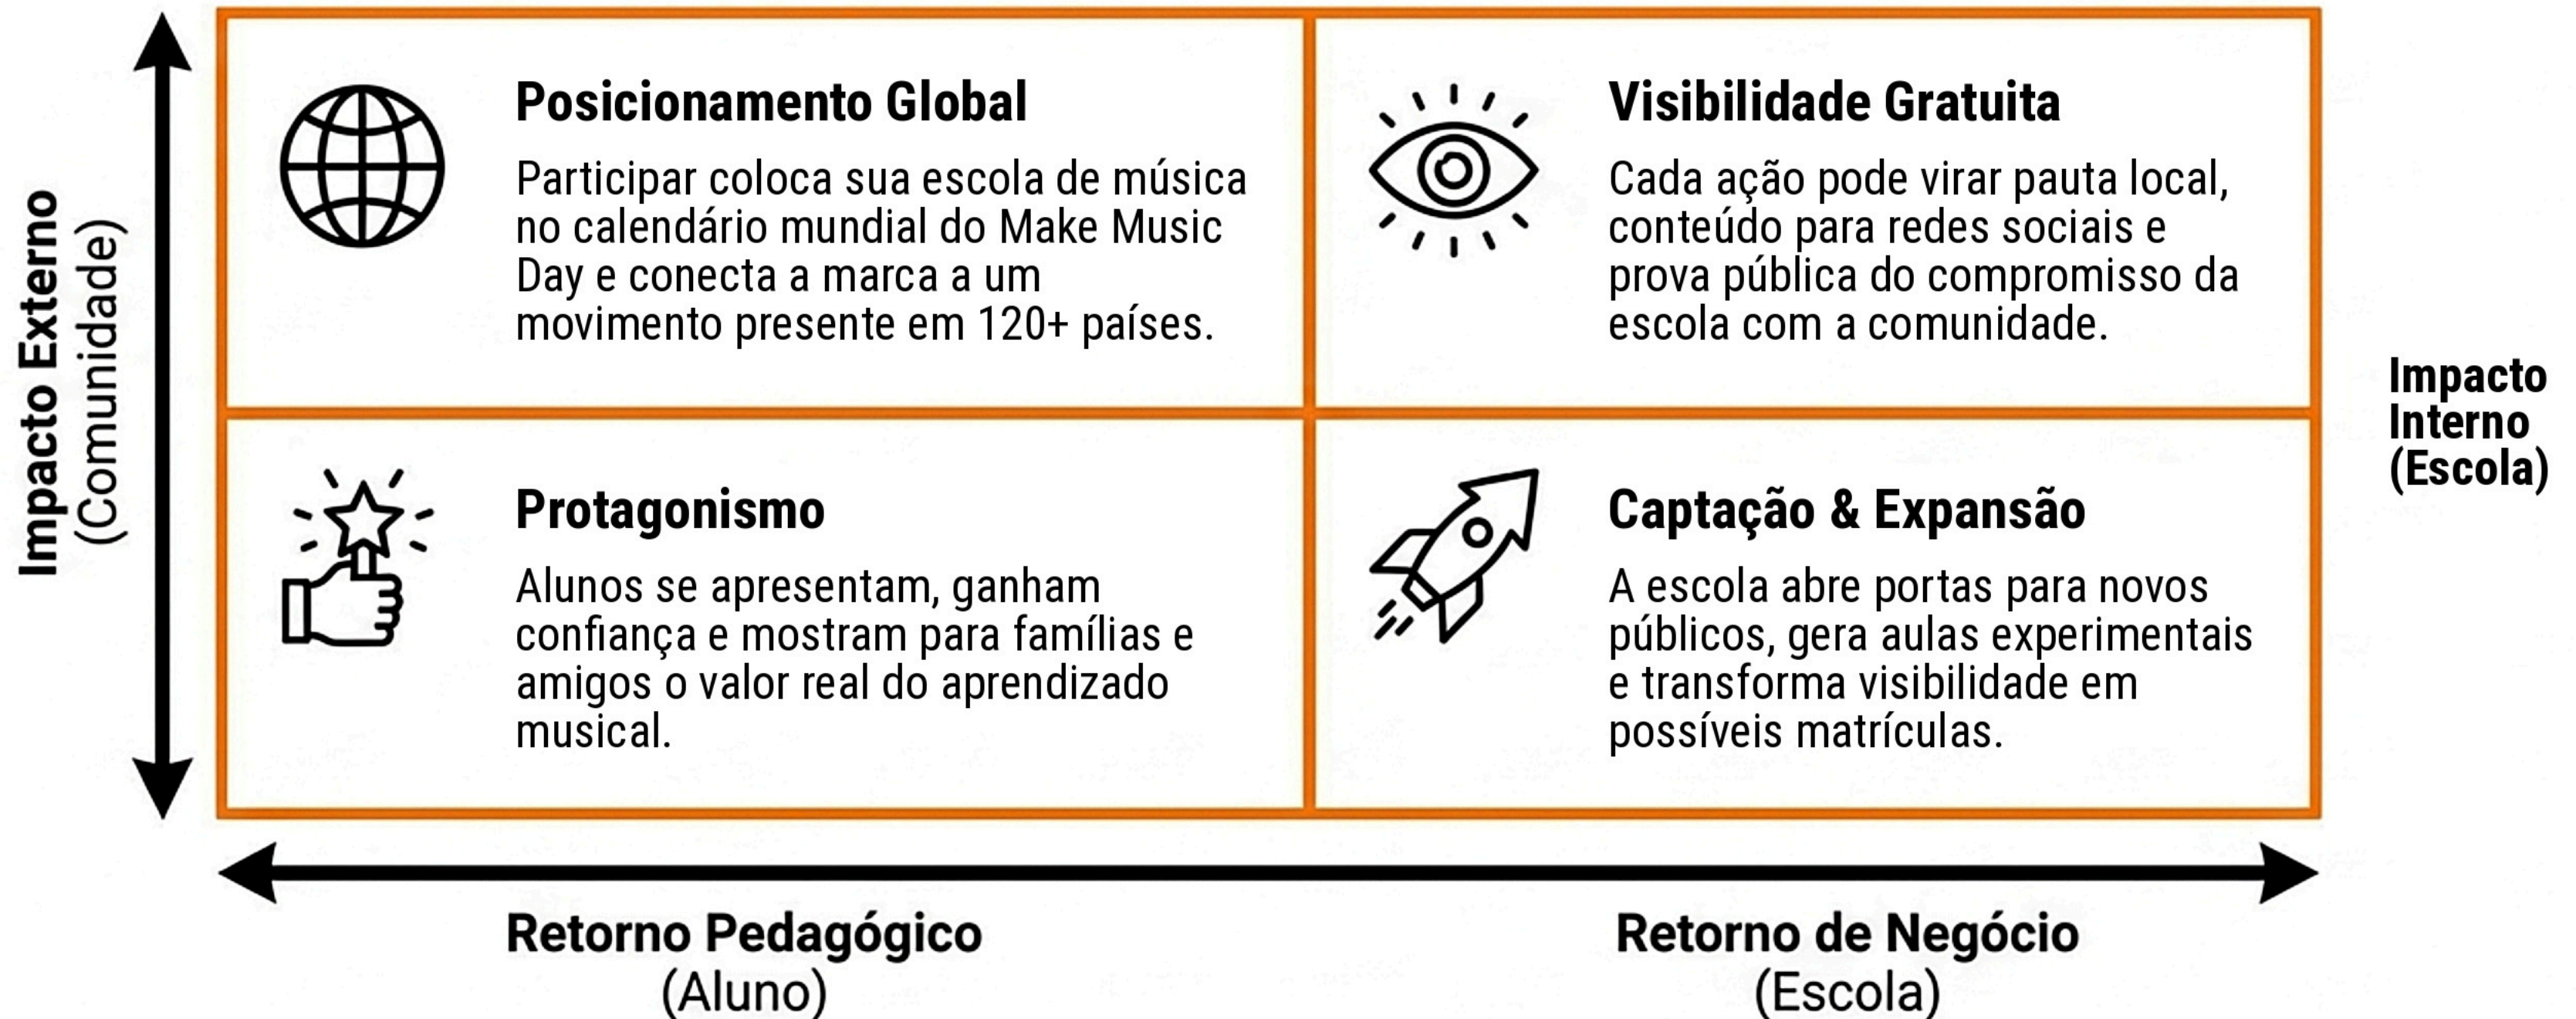 Impacto Externo
(Comunidade)
Posicionamento Global
Participar coloca sua escola de música
no calendário mundial do Make Music
Day e conecta a marca a um
movimento presente em 120+ países.
Visibilidade Gratuita
Cada ação pode virar pauta local,
conteúdo para redes sociais e
prova pública do compromisso da
escola com a comunidade.
Protagonismo
Alunos se apresentam, ganham
confiança e mostram para famílias e
amigos o valor real do aprendizado
musical.
Captação & Expansão
A escola abre portas para novos
públicos, gera aulas experimentais
e transforma visibilidade em
possíveis matrículas.
Impacto
Interno
(Escola)
Retorno Pedagógico
(Aluno)
Retorno de Negócio
(Escola)